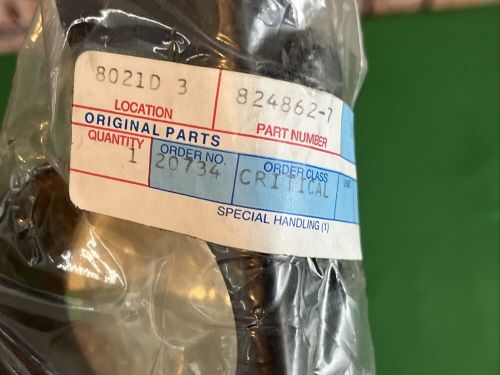 8021D 3 824862-7
LOCATION PART NUMBER
ORIGINAL PARTS
QUANTITY ORDER NO. ORDER CLASS
1 20734 CRITICAL
SPECIAL HANDLING (1)